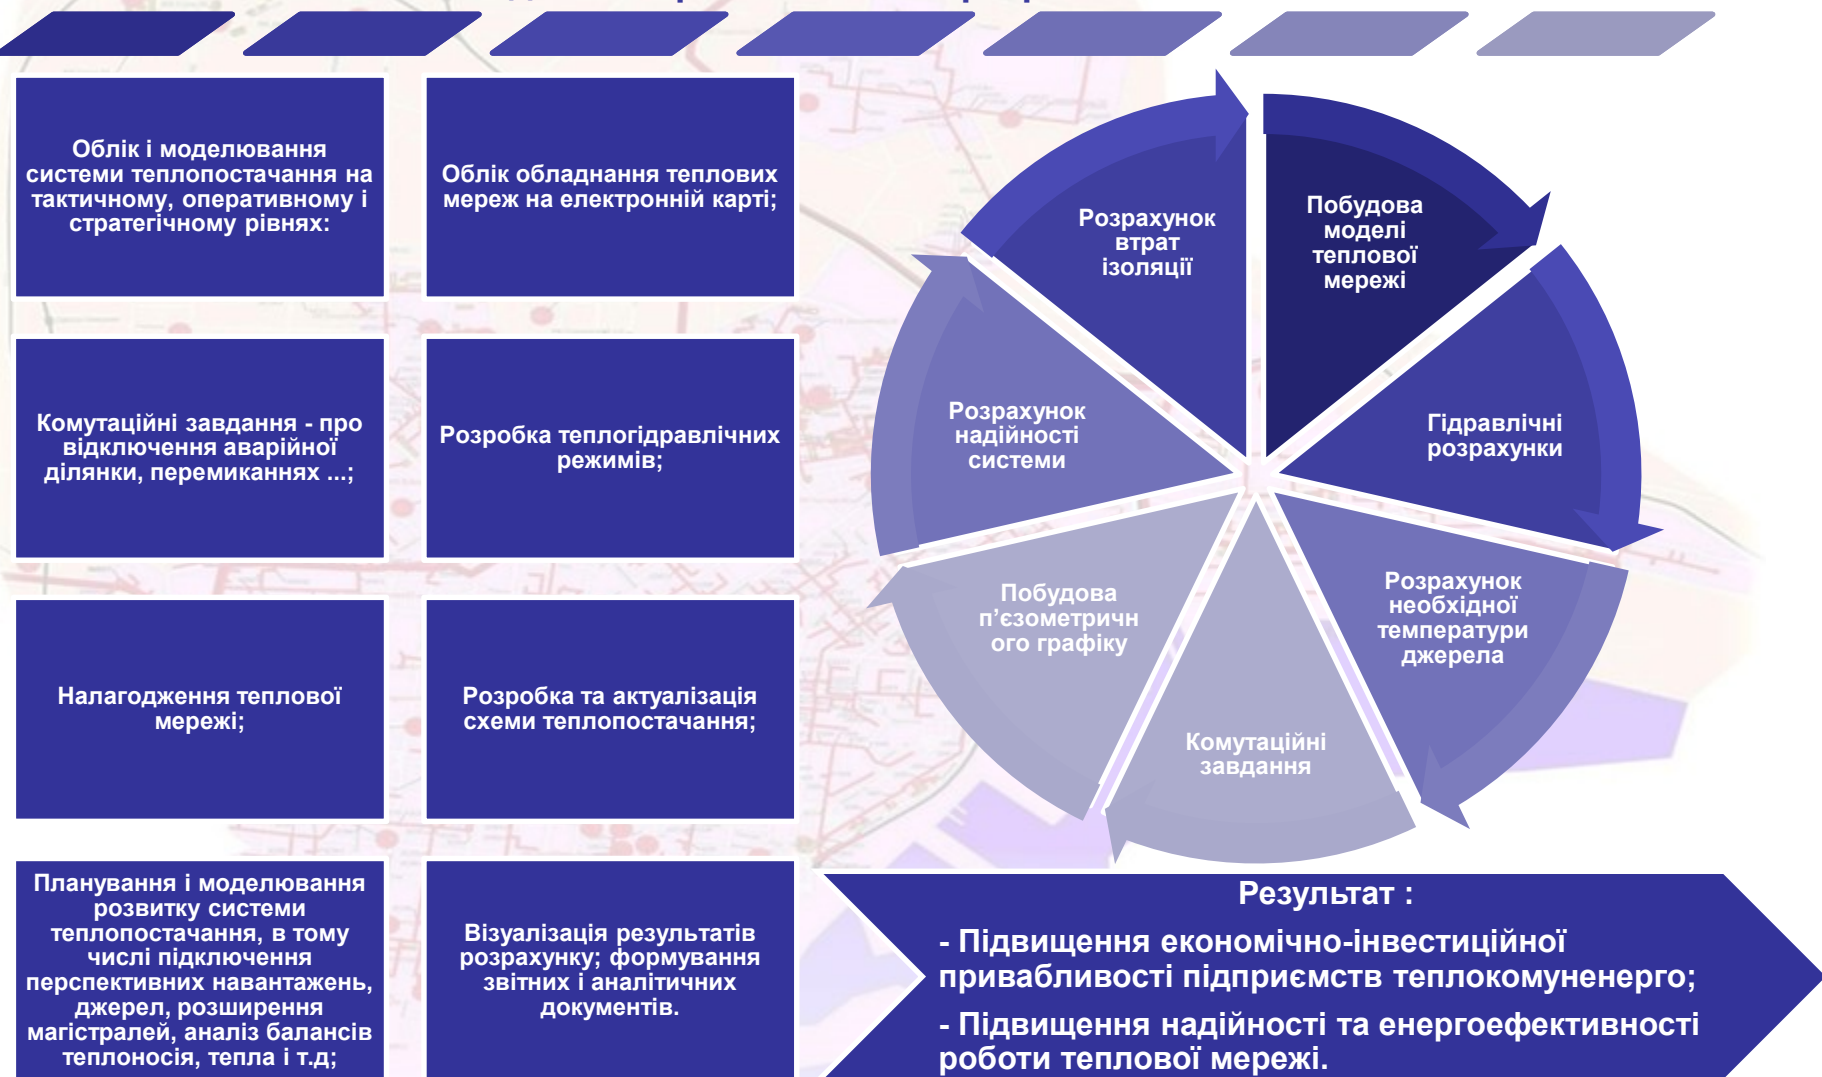 Облік і моделювання
системи теплопостачання на
тактичному, оперативному і
стратегічному рівнях:
Облік обладнання теплових
мереж на електронній карті;
Комутаційні завдання - про
відключення аварійної
ділянки, перемиканнях ...;
Розробка теплогідравлічних
режимів;
Налагодження теплової
мережі;
Розробка та актуалізація
схеми теплопостачання;
Планування і моделювання
розвитку системи
теплопостачання, в тому
числі підключення
перспективних навантажень,
джерел, розширення
магістралей, аналіз балансів
теплоносія, тепла і т.д;
Візуалізація результатів
розрахунку; формування
звітних і аналітичних
документів.
Побудова
моделі
теплової
мережі
Гідравлічні
розрахунки
Розрахунок
необхідної
температури
джерела
Комутаційні
завдання
Побудова
п’єзометричн
ого графіку
Розрахунок
надійності
системи
Розрахунок
втрат
ізоляції
Результат :
- Підвищення економічно-інвестиційної
привабливості підприємств теплокомуненерго;
- Підвищення надійності та енергоефективності
роботи теплової мережі.